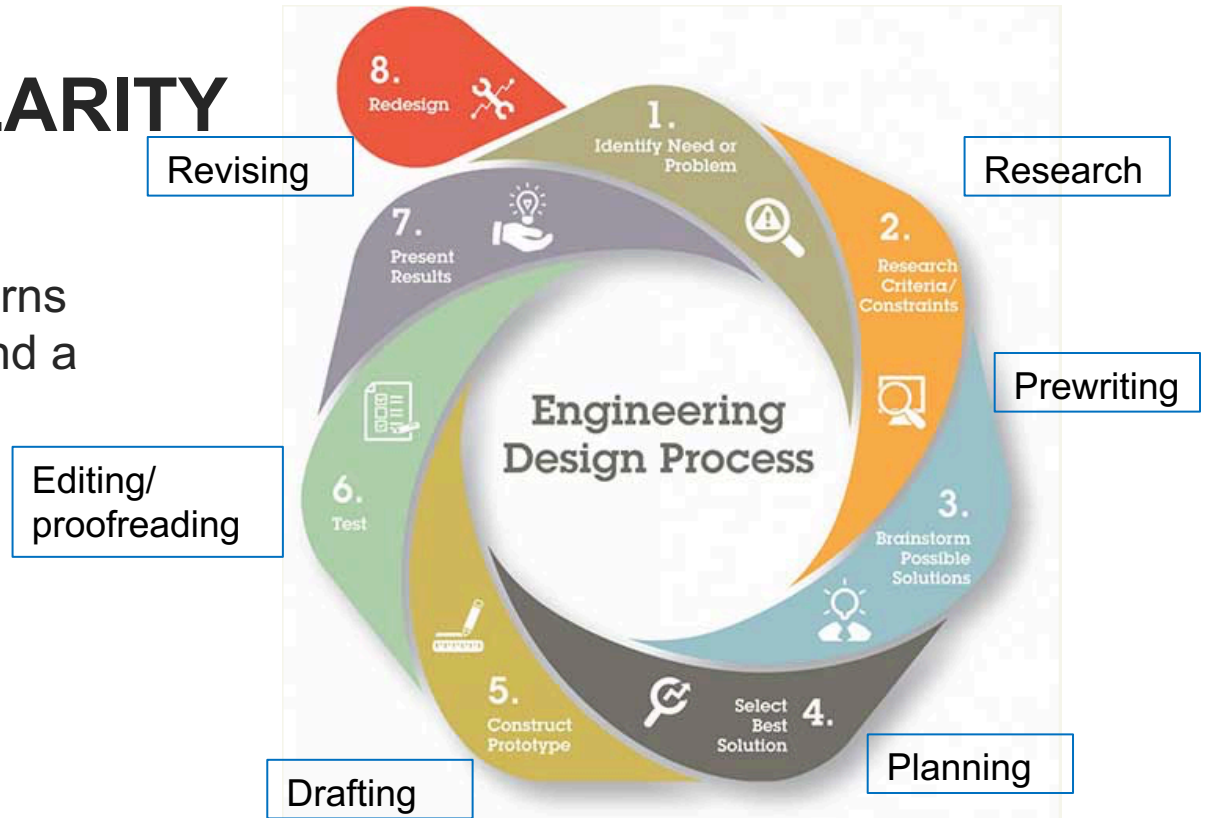 LARITY
Revising
rns
nd a
Editing/
proofreading
Drafting
8.
Redesign
1.
Identify Need or
Problem
Research
2.
Research
Criteria/
Constraints
Prewriting
3.
Brainstorm
Possible
Solutions
Select
Best
Solution
4.
Planning
5.
Construct
Prototype
6.
Test
7.
Present
Results
Engineering
Design Process